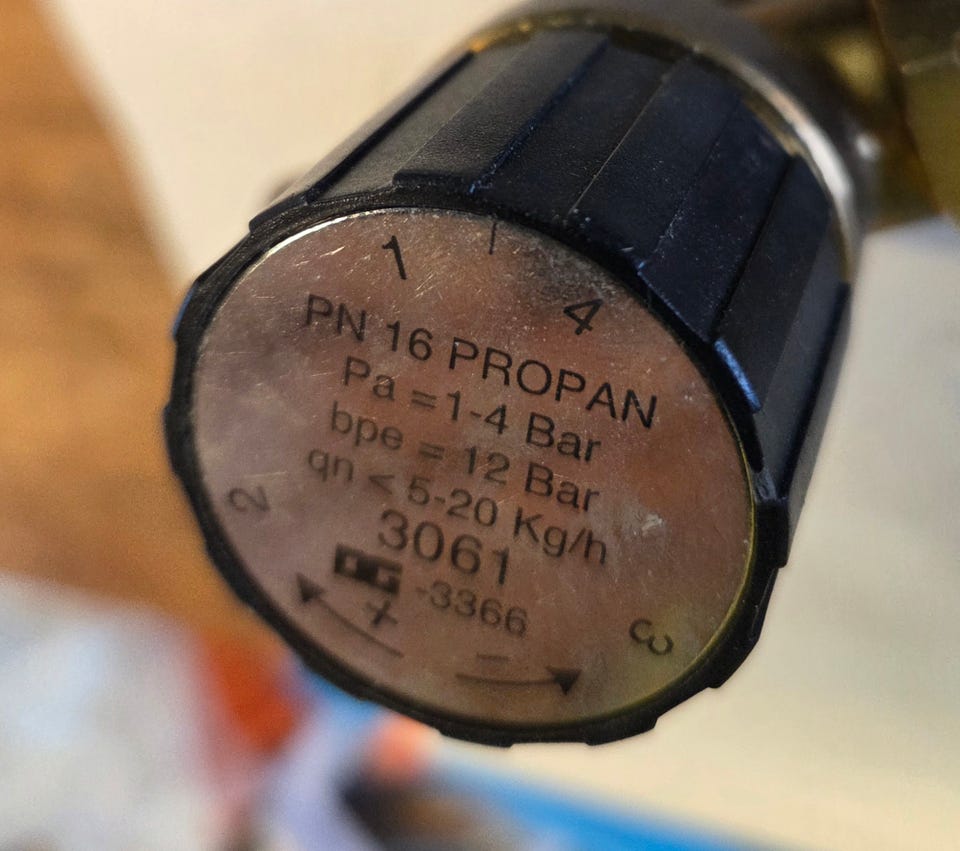 1
4
PN 16 PROPAN
Pa =1-4 Bar
bpe = 12 Bar
qn < 5-20 Kg/h
2
3061
-3366
3
+
−